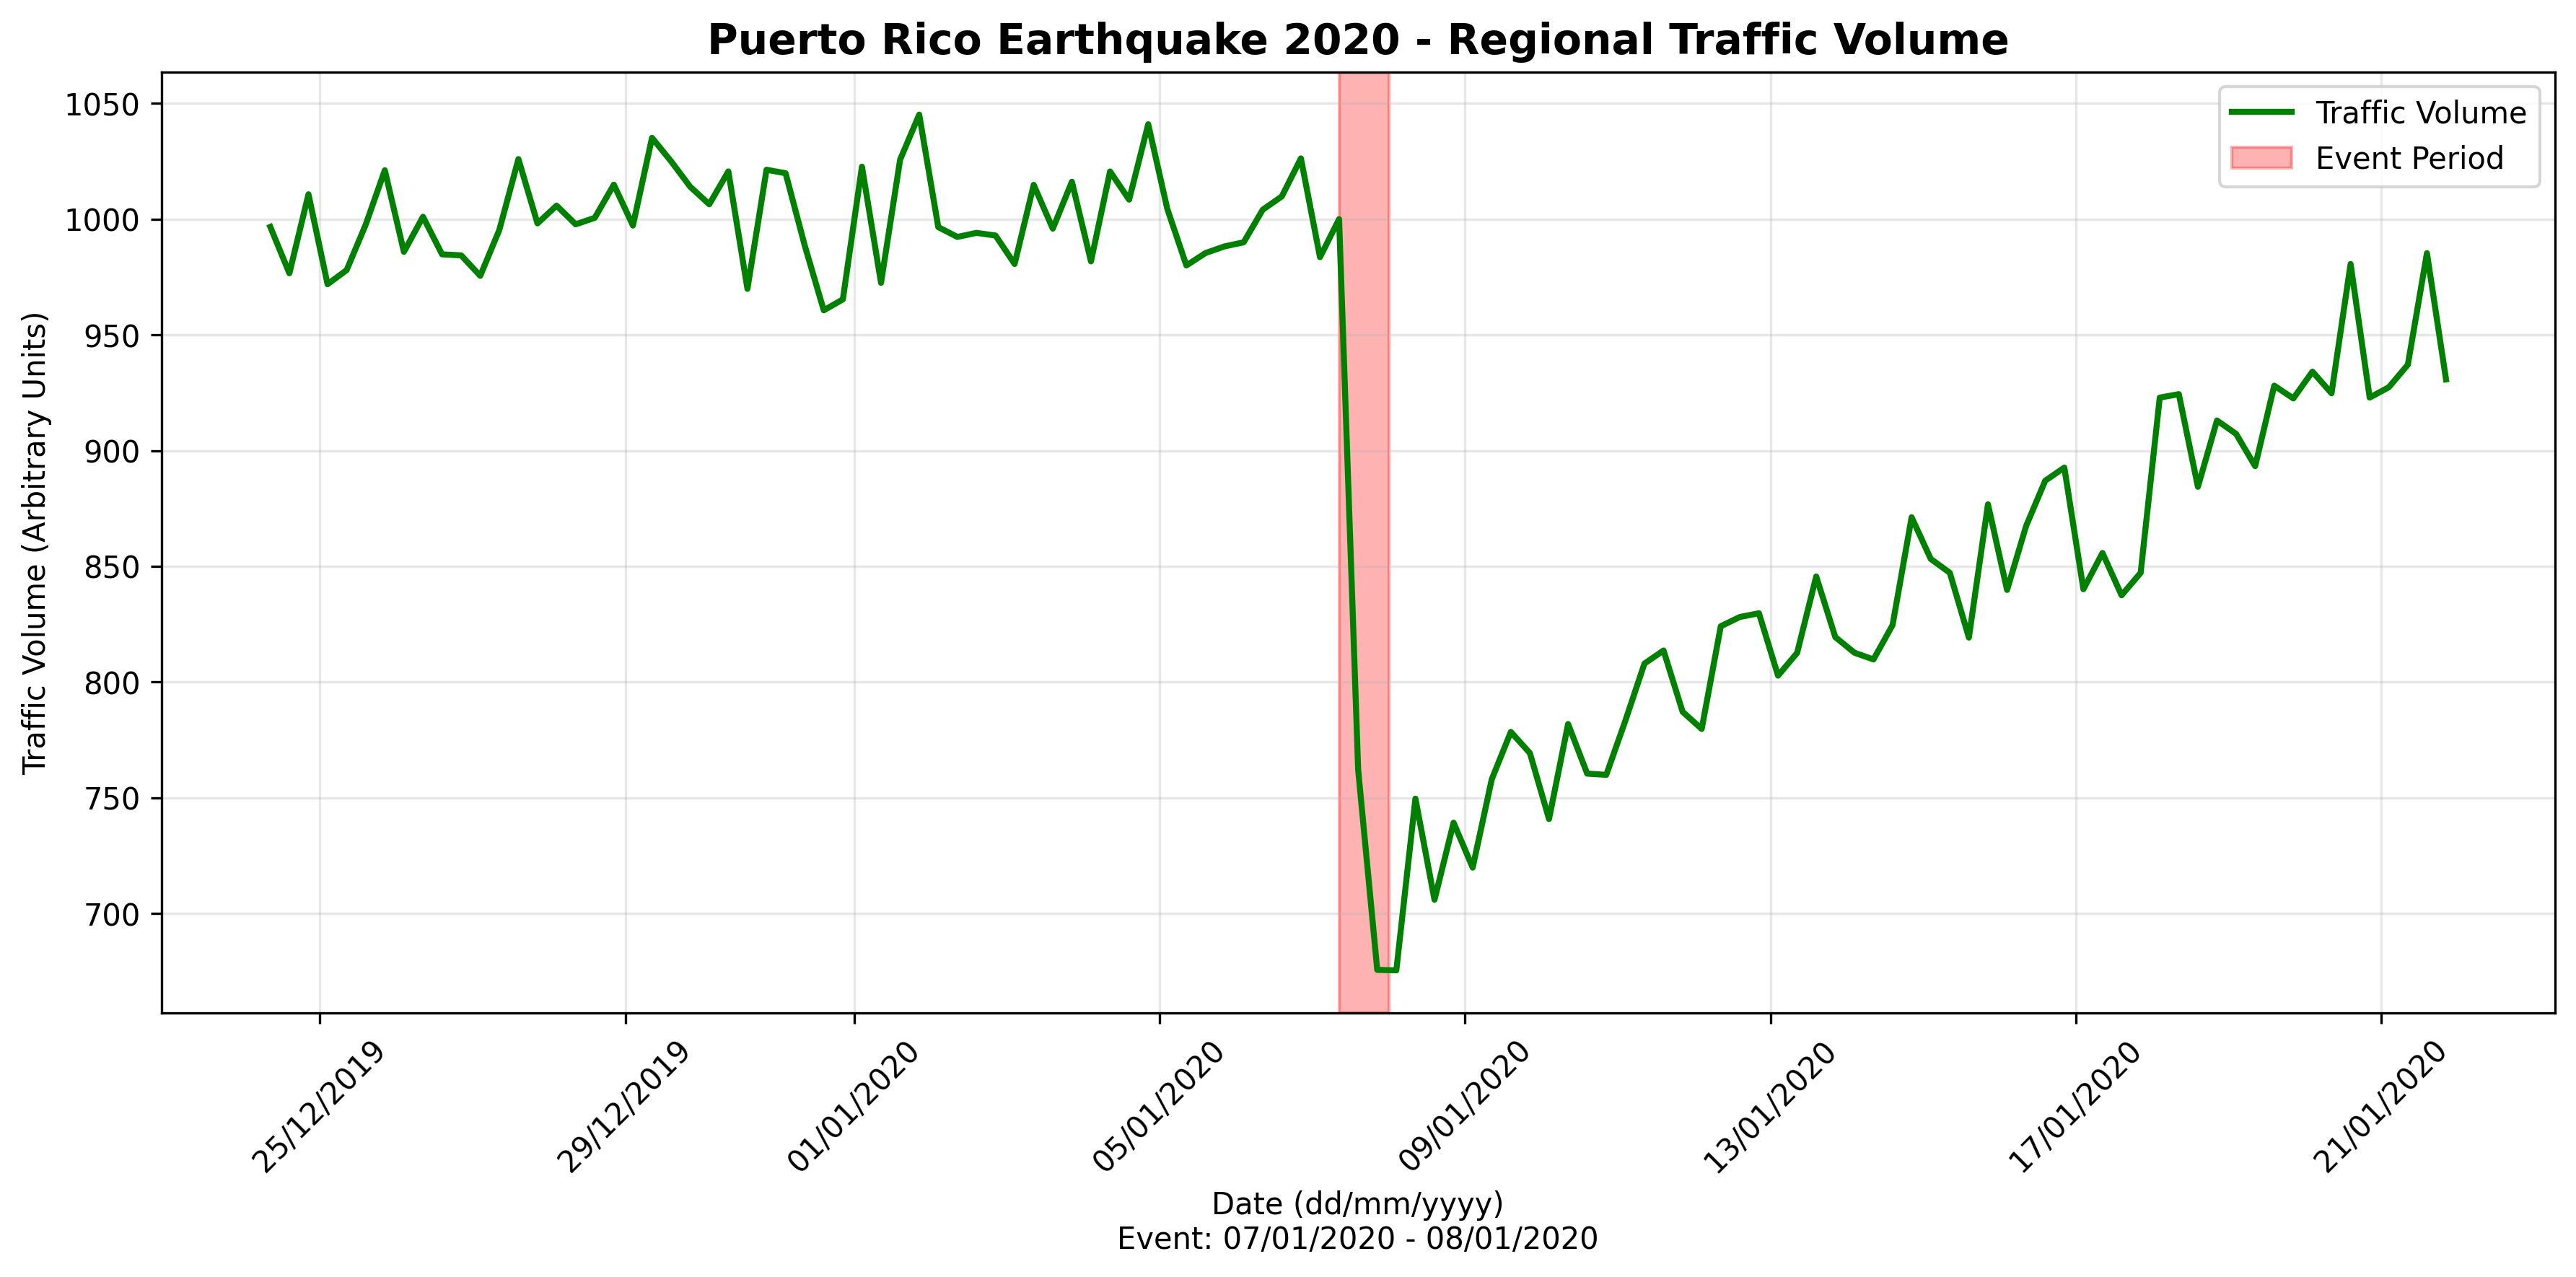 Puerto Rico Earthquake 2020 - Regional Traffic Volume
Traffic Volume
Event Period
Traffic Volume (Arbitrary Units)
1050
1000
950
900
850
800
750
700
25/12/2019
29/12/2019
01/01/2020
05/01/2020
09/01/2020
13/01/2020
17/01/2020
21/01/2020
Date (dd/mm/yyyy)
Event: 07/01/2020 - 08/01/2020